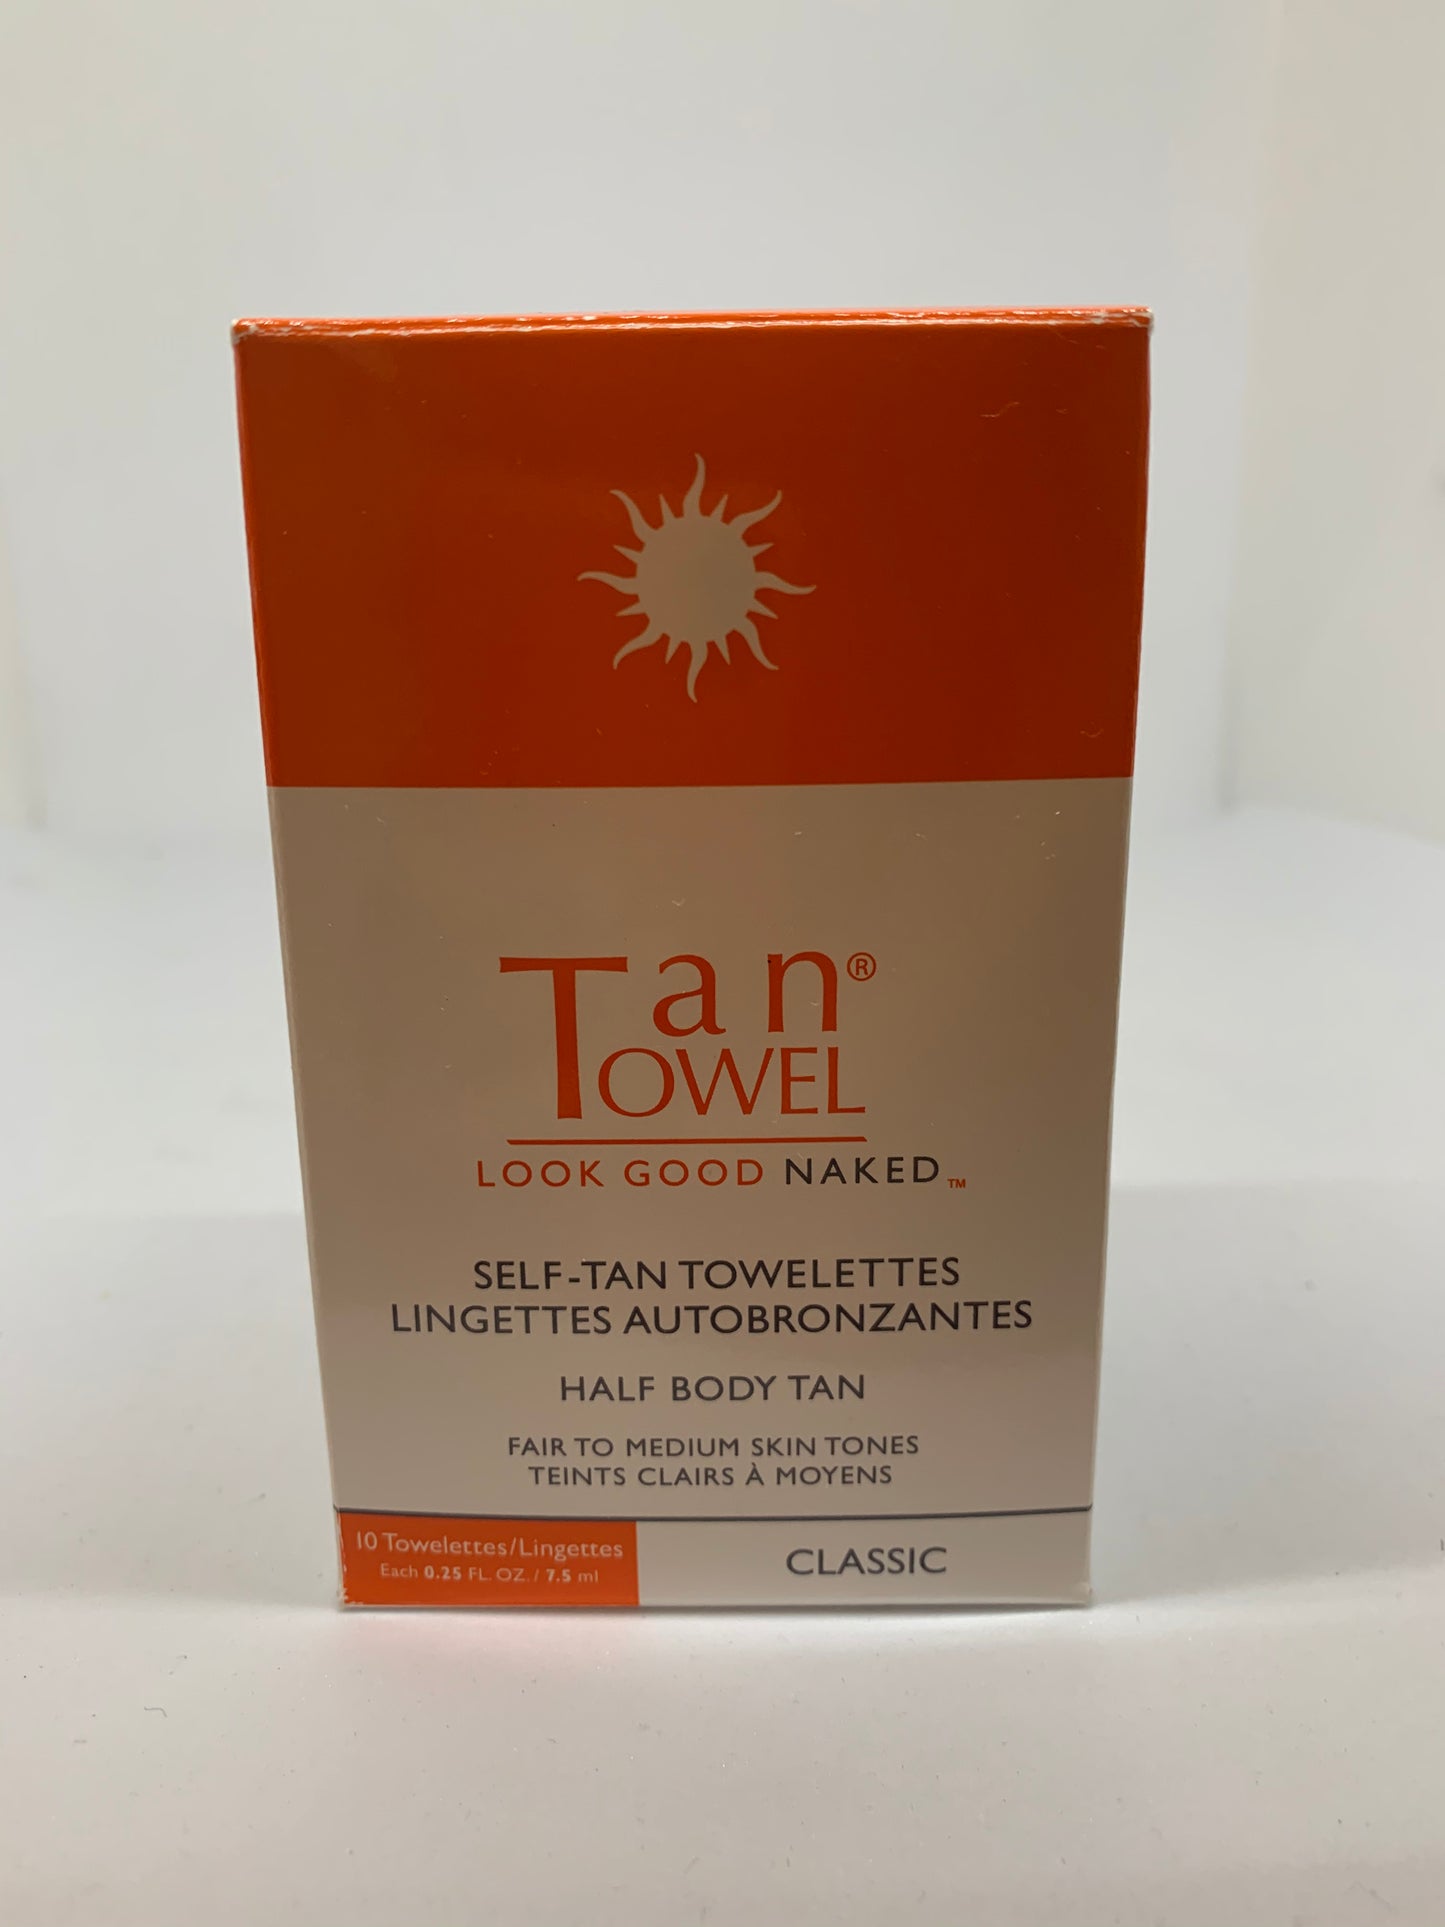 Tan®
TOWEL
LOOK GOOD NAKED™
SELF-TAN TOWELETTES
LINGETTES AUTOBRONZANTES
HALF BODY TAN
FAIR TO MEDIUM SKIN TONES
TEINTS CLAIRS À MOYENS
10 Towelettes/Lingettes
Each 0.25 FL. OZ. / 7.5 ml
CLASSIC